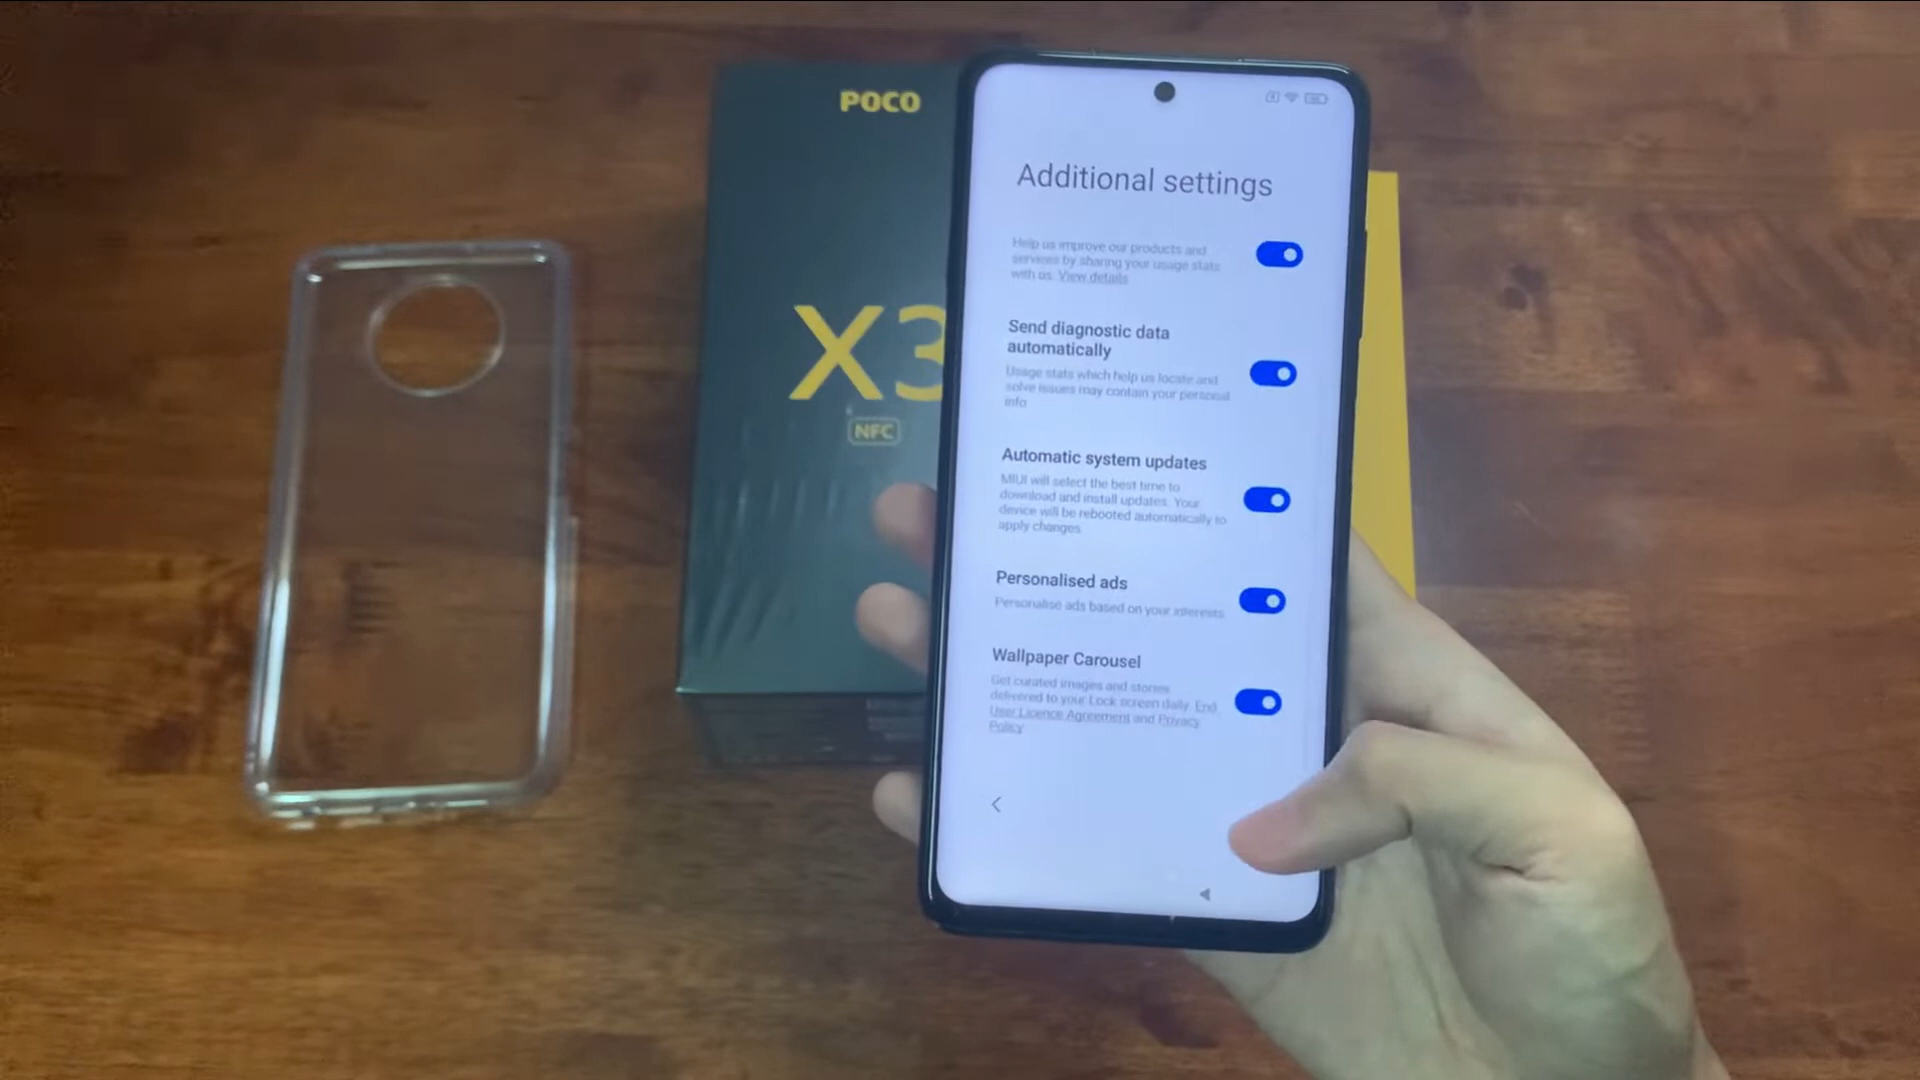 POCO
X3
NFC
Additional settings
Help us improve our products and
services by sharing your usage stats
with us. View details
Send diagnostic data
automatically
Usage stats which help us locate and
solve issues may contain your personal
info
Automatic system updates
MIUI will select the best time to
download and install updates. Your
device will be rebooted automatically to
apply changes.
Personalised ads
Personalise ads based on your interests
Wallpaper Carousel
Get curated images and stories
delivered to your Lock screen daily. End
User Licence Agreement and Privacy
Policy